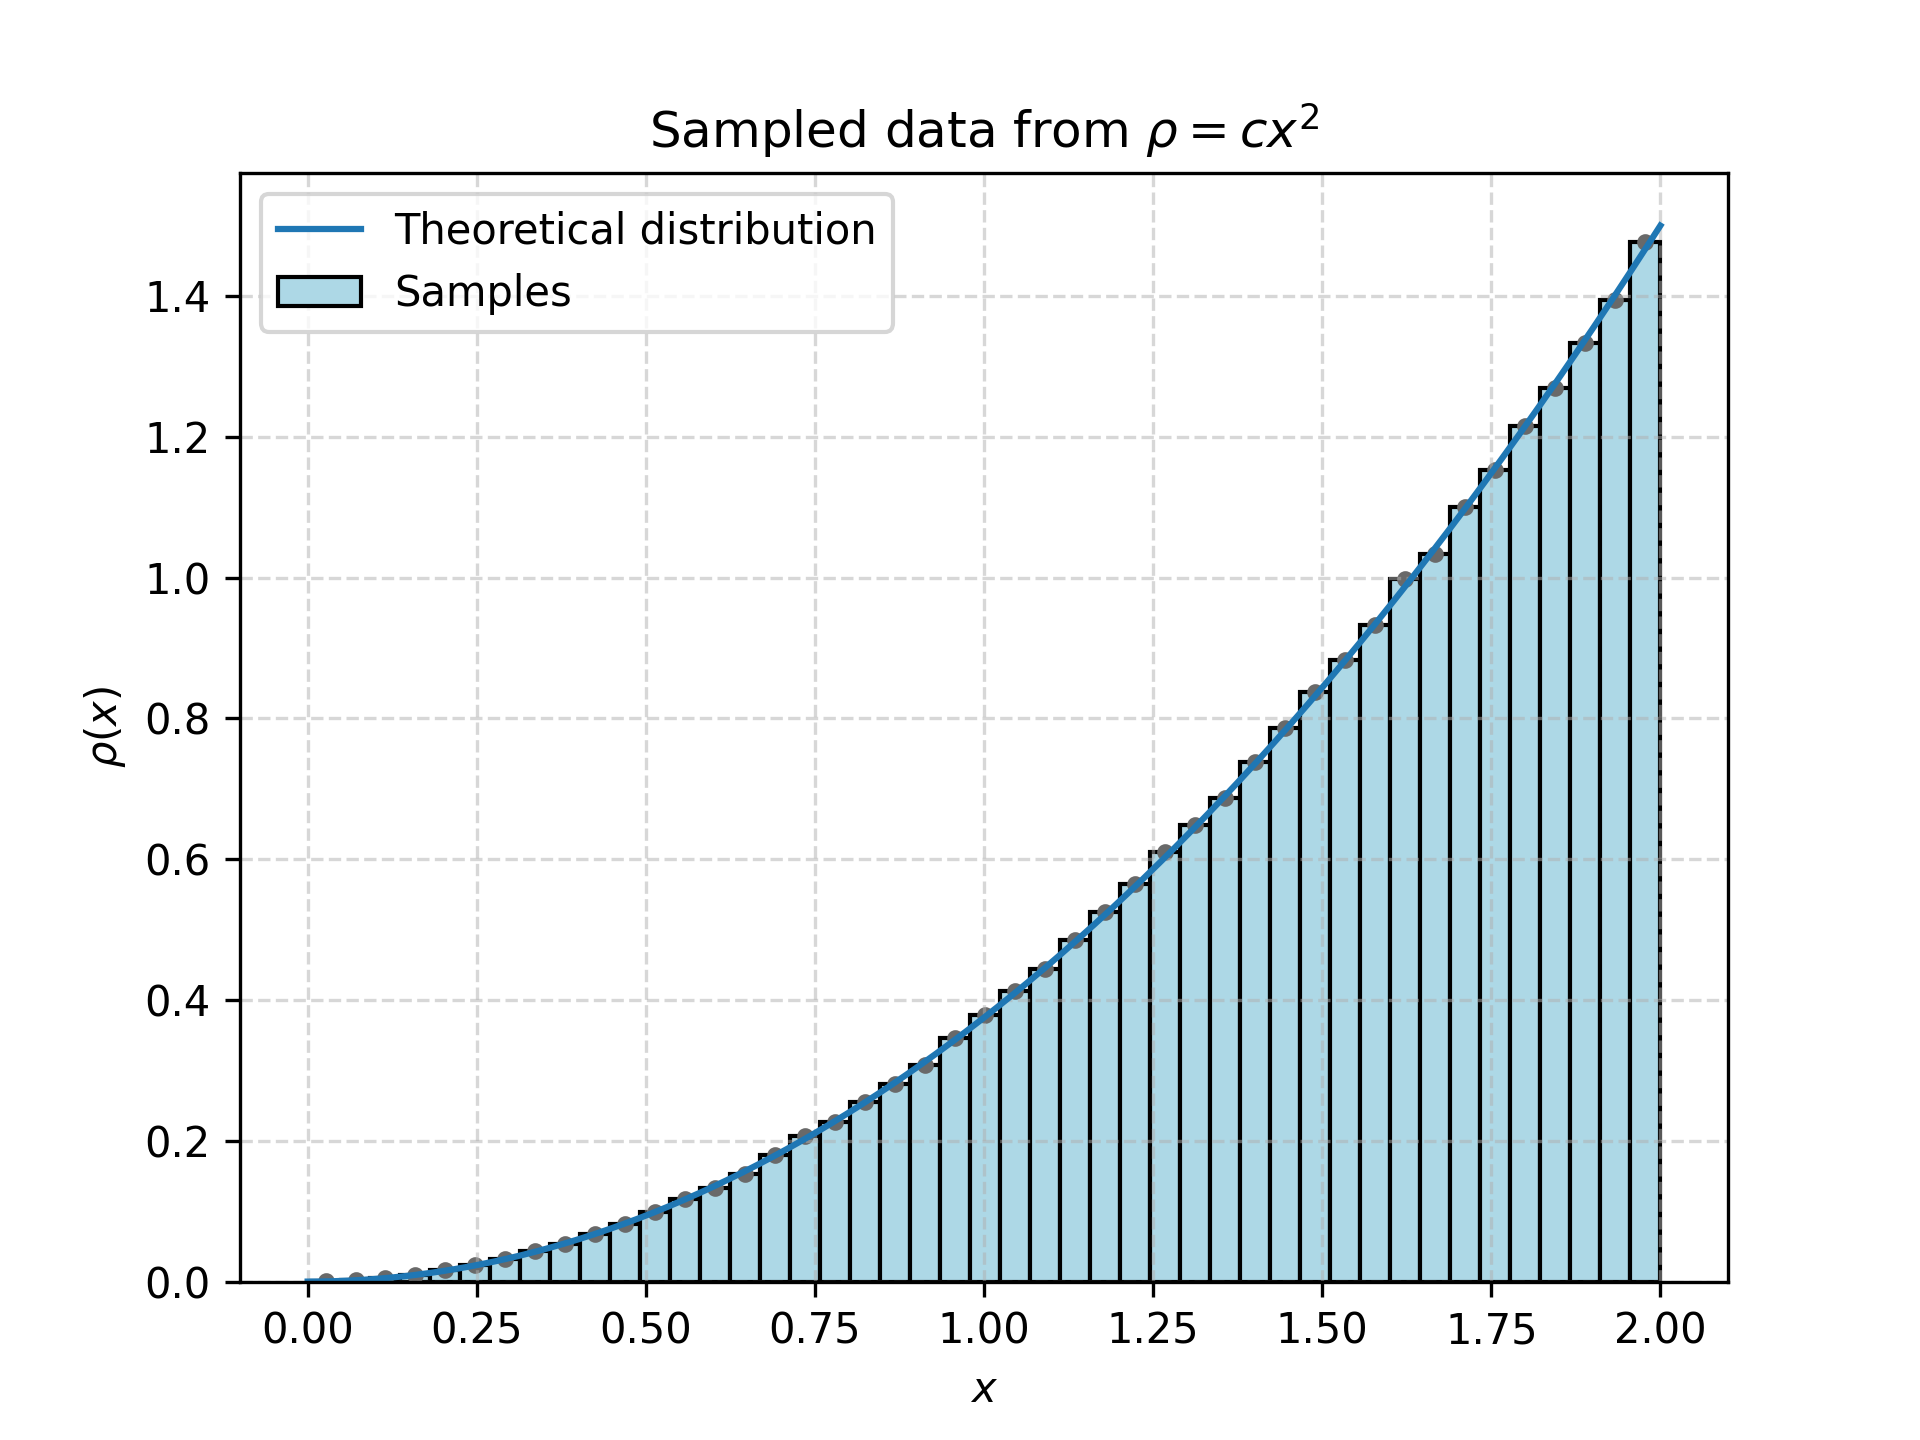 Sampled data from ρ = cx²
Theoretical distribution
Samples
ρ(x)
1.4
1.2
1.0
0.8
0.6
0.4
0.2
0.0
0.00 0.25 0.50 0.75 1.00 1.25 1.50 1.75 2.00
x